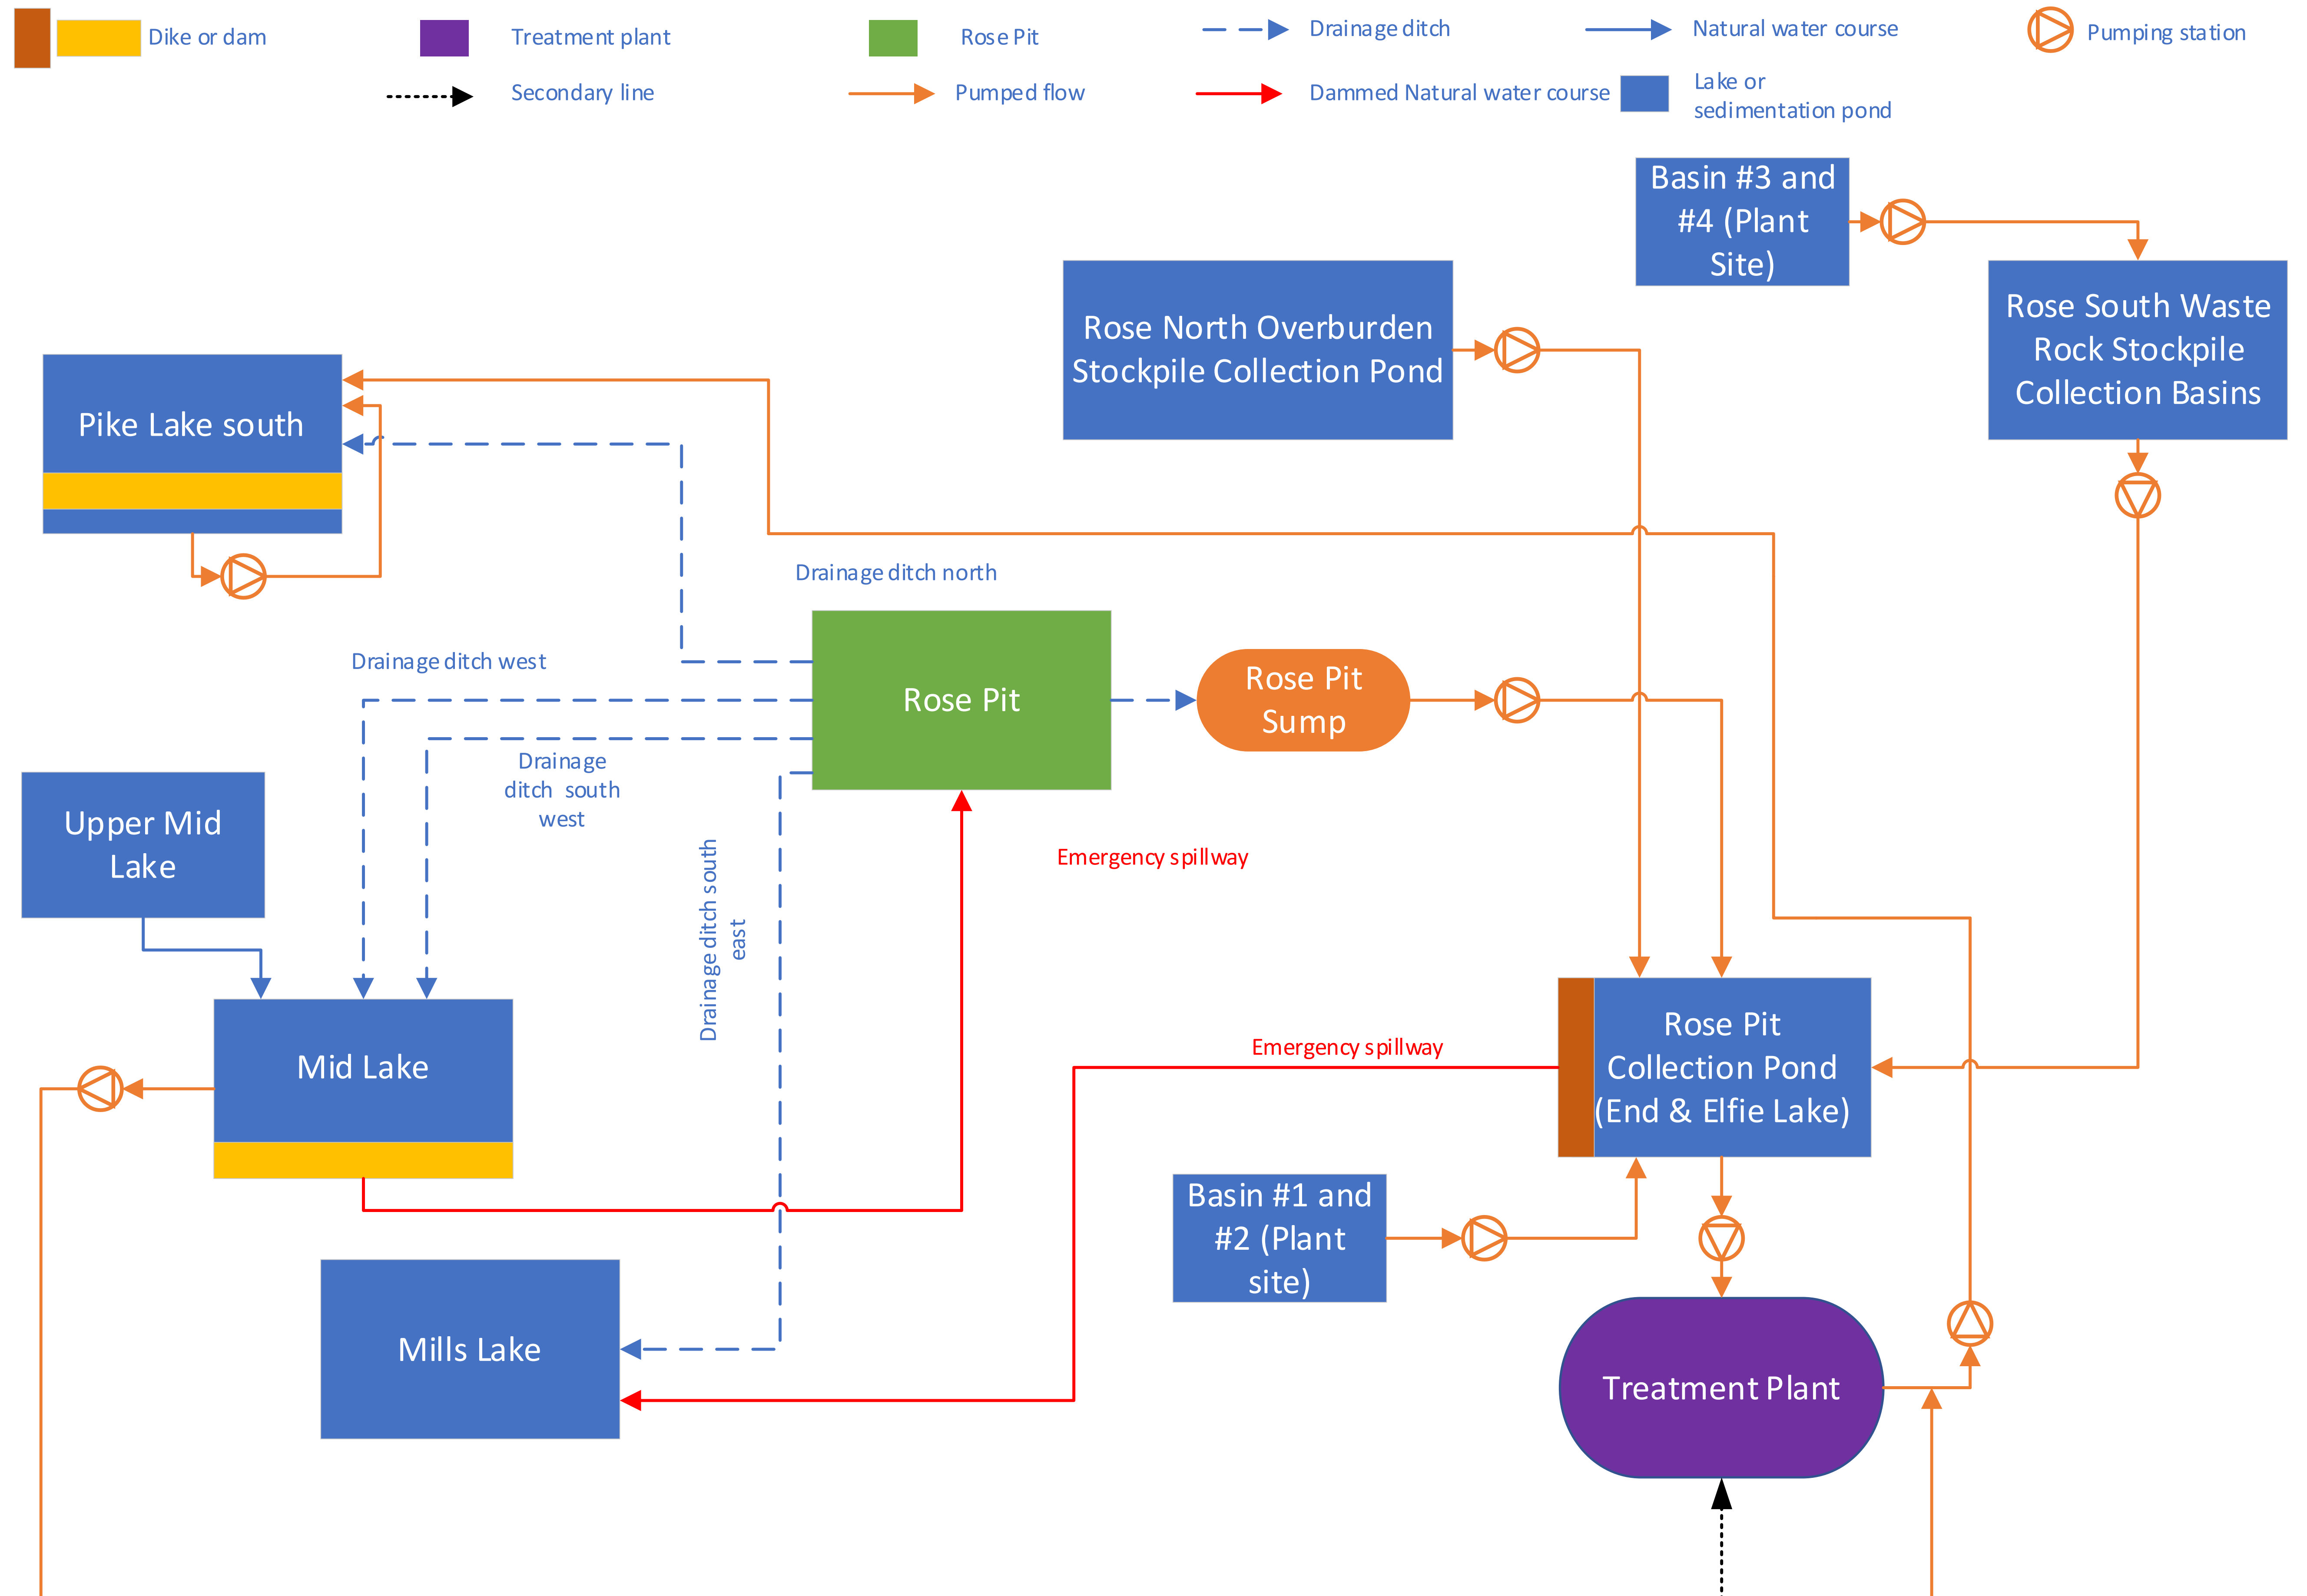 Dike or dam
Treatment plant
Rose Pit
Drainage ditch
Natural water course
Pumping station
Secondary line
Pumped flow
Dammed Natural water course
Lake or
sedimentation pond
Basin #3 and
#4 (Plant
Site)
Rose North Overburden
Stockpile Collection Pond
Rose South Waste
Rock Stockpile
Collection Basins
Pike Lake south
Drainage ditch north
Drainage ditch west
Rose Pit
Rose Pit
Sump
Drainage
ditch south
west
Upper Mid
Lake
Drainage ditch south
east
Emergency spillway
Mid Lake
Emergency spillway
Rose Pit
Collection Pond
(End & Elfie Lake)
Basin #1 and
#2 (Plant
site)
Mills Lake
Treatment Plant